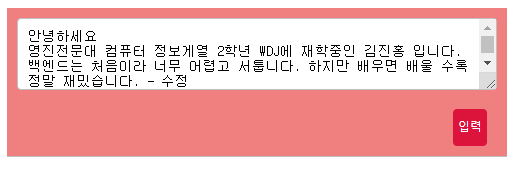 안녕하세요
영진전문대 컴퓨터 정보계열 2학년 WDJ에 재학중인 김진홍 입니다.
백엔드는 처음이라 너무 어렵고 서툽니다. 하지만 배우면 배울 수록
정말 재밌습니다. - 수정
입력